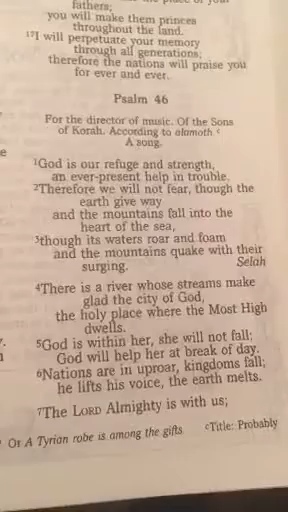 fathers;
you will make them princes
throughout the land.
17I will perpetuate your memory
through all generations;
therefore the nations will praise you
for ever and ever.
Psalm 46
For the director of music. Of the Sons
of Korah. According to alamoth.c
A song.
1God is our refuge and strength,
an ever-present help in trouble.
2Therefore we will not fear, though the
earth give way
and the mountains fall into the
heart of the sea,
3though its waters roar and foam
and the mountains quake with their
surging. Selah
4There is a river whose streams make
glad the city of God,
the holy place where the Most High
dwells.
5God is within her, she will not fall;
God will help her at break of day.
6Nations are in uproar, kingdoms fall;
he lifts his voice, the earth melts.
7The LORD Almighty is with us;
Or A Tyrian robe is among the gifts cTitle: Probably